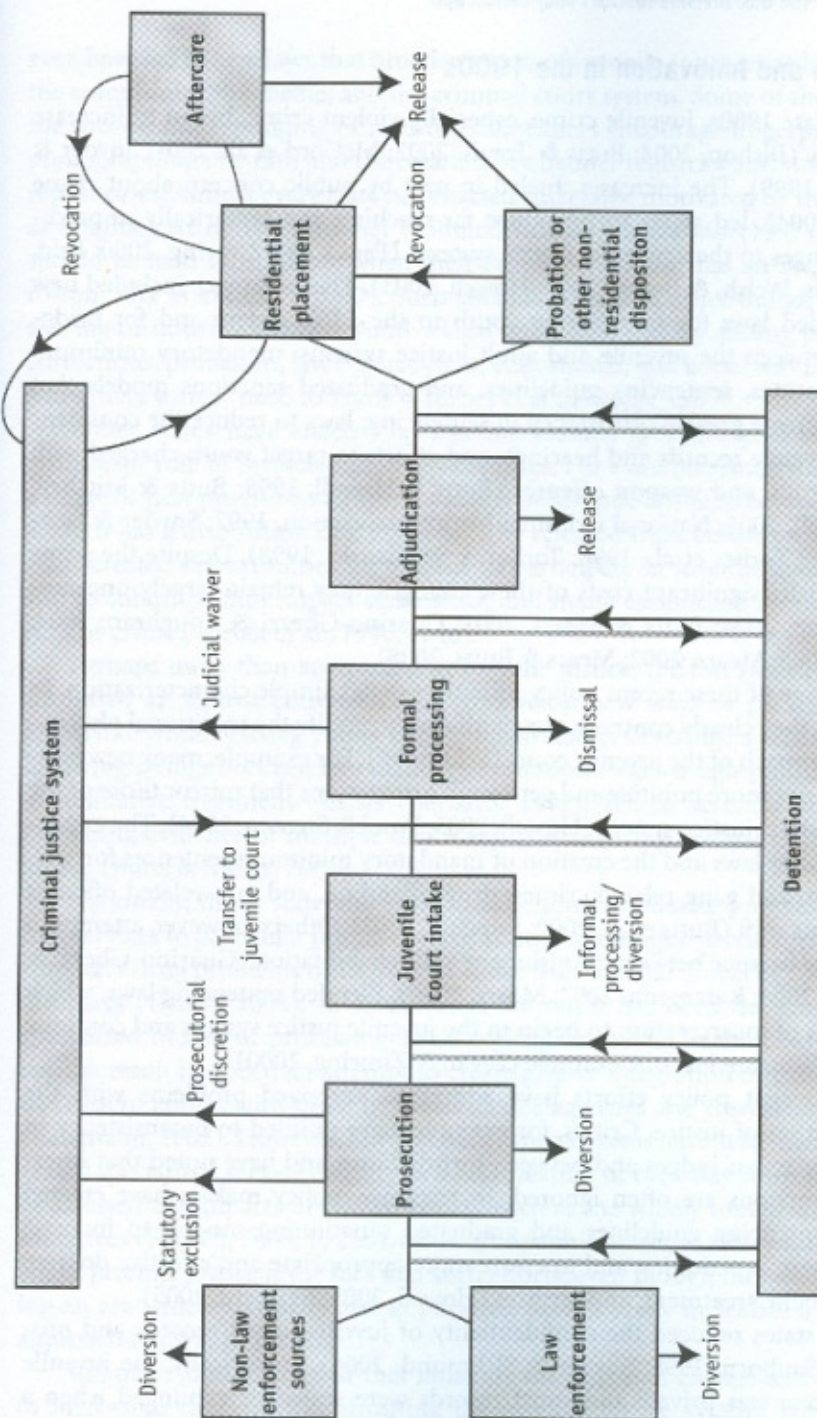 Criminal justice system
Revocation
Aftercare
Diversion
Statutory
exclusion
Prosecutorial
discretion
Transfer to
juvenile court
Judicial waiver
Non-law
enforcement
sources
Law
enforcement
Diversion
Prosecution
Diversion
Juvenile
court intake
Informal
processing/
diversion
Formal
processing
Dismissal
Adjudication
Release
Residential
placement
Revocation
Release
Probation or
other non-
residential
dispositon
Detention